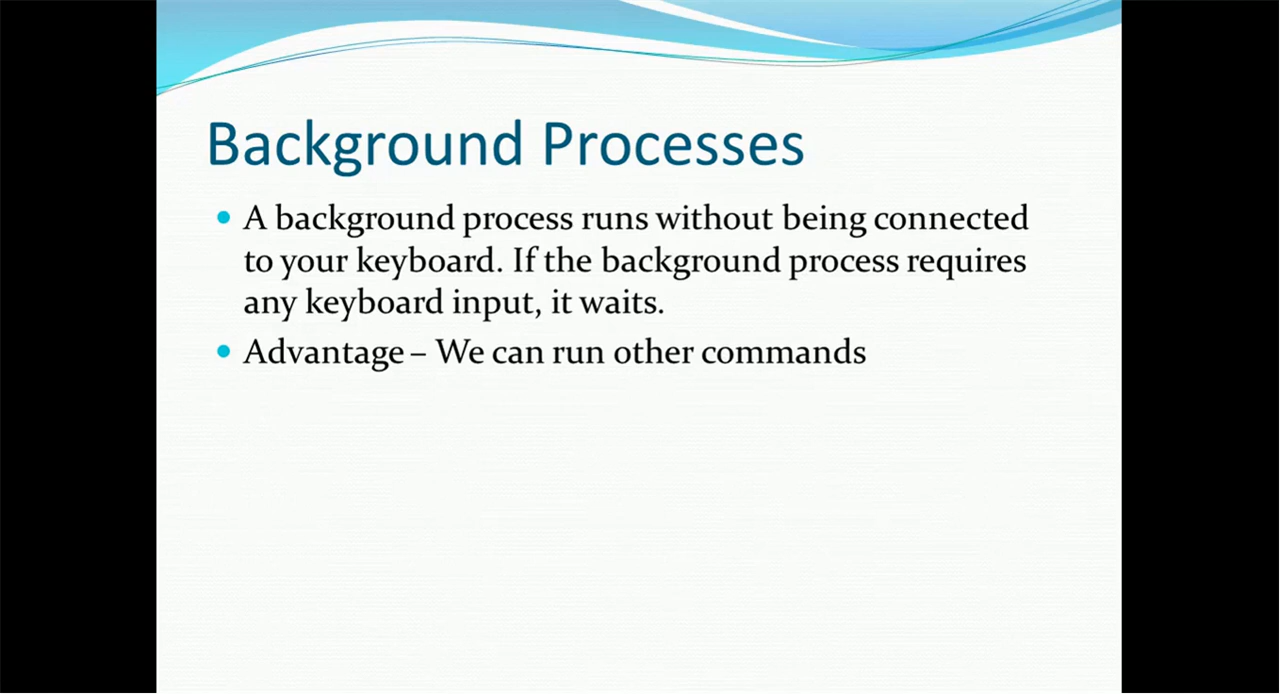 Background Processes
A background process runs without being connected
to your keyboard. If the background process requires
any keyboard input, it waits.
Advantage – We can run other commands